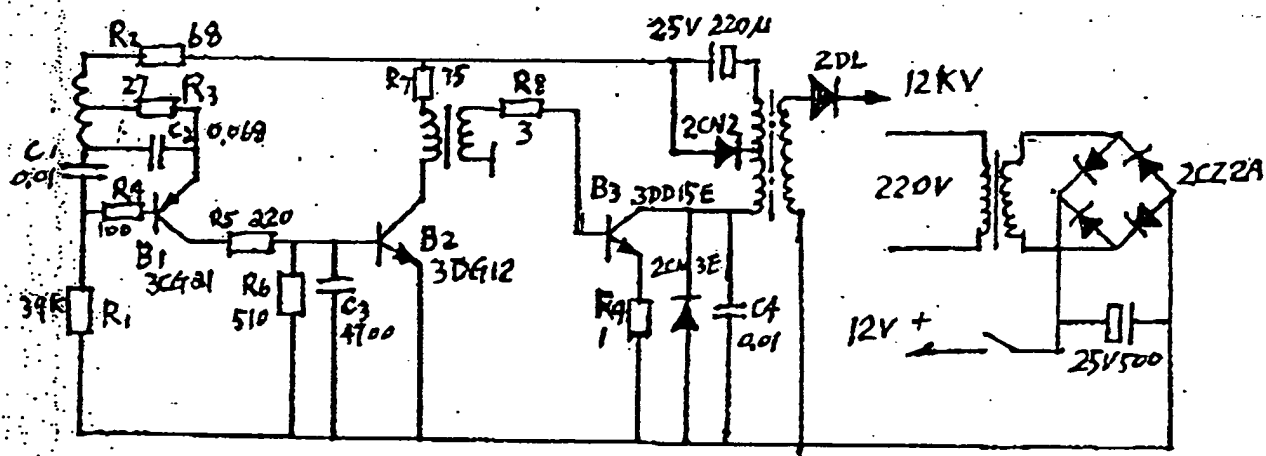 R2 68
25V 220μ
2DL
27 R3
R7 75
R8
3
12KV
C1
0.01
C2 0.068
2CN2
R4
100
B3 3DD15E
220V
2CZ2A
R5 220
B1
3CG21
B2
3DG12
2CN3E
39K R1
R6
510
C3
4700
R9
1
C4
0.01
12V +
25V500